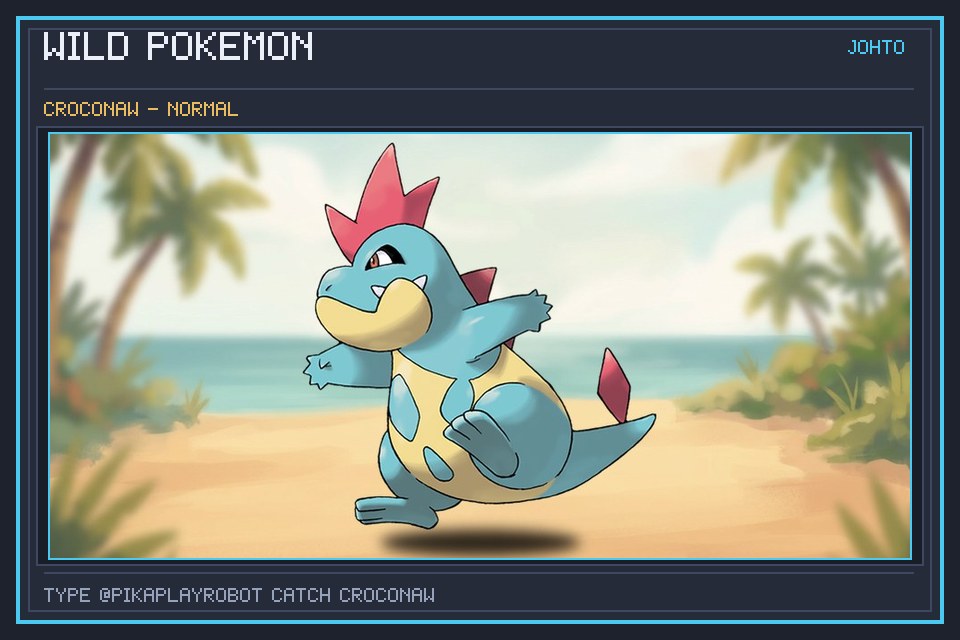 WILD POKEMON
JOHTO
CROCONAW - NORMAL
TYPE @PIKAPLAYROBOT CATCH CROCONAW